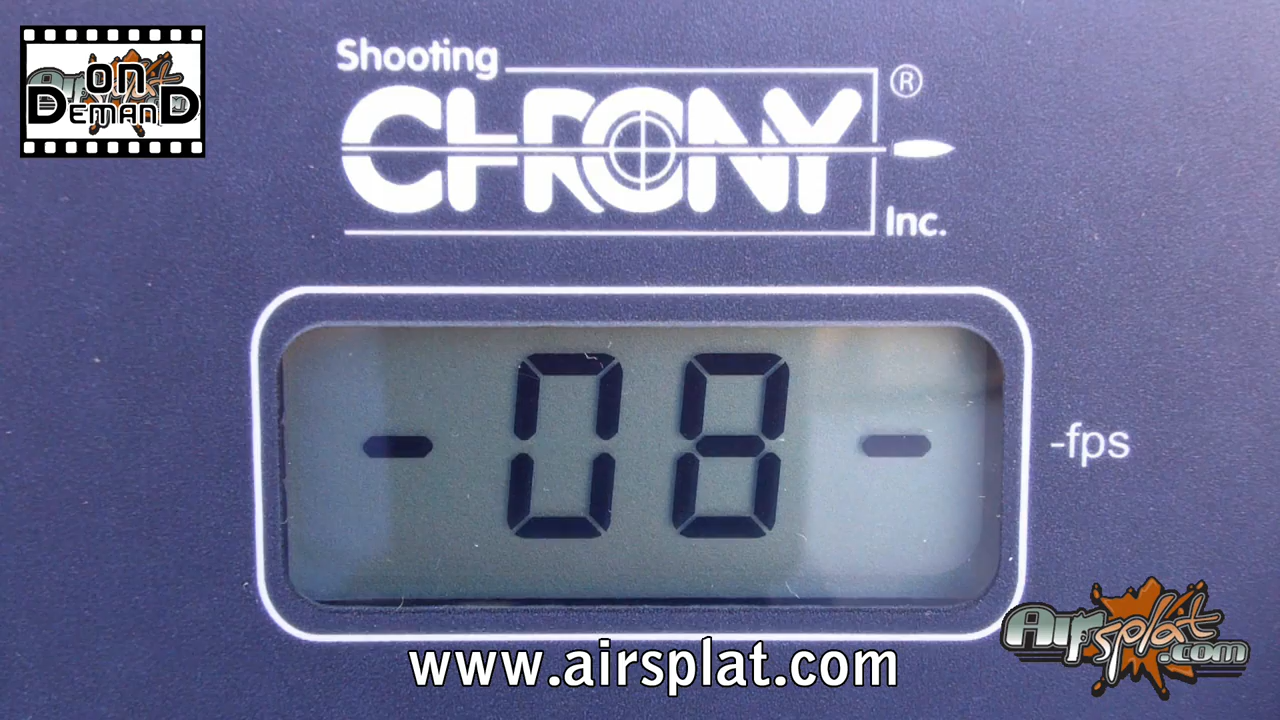 on
Demand
Shooting
CHRONY®
Inc.
- 08 -
-fps
Airsplat
.com
www.airsplat.com